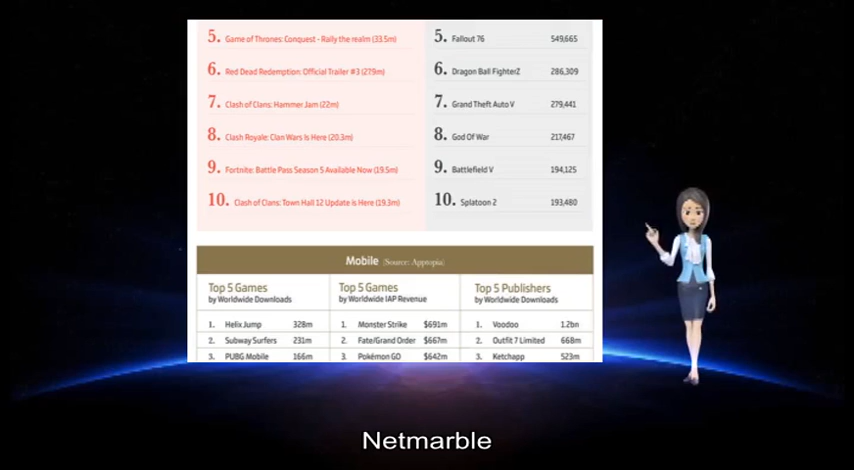 5. Game of Thrones: Conquest - Rally the realm (33.5m)
6. Red Dead Redemption: Official Trailer #3 (27.9m)
7. Clash of Clans: Hammer Jam (22m)
8. Clash Royale: Clan Wars Is Here (20.3m)
9. Fortnite: Battle Pass Season 5 Available Now (19.5m)
10. Clash of Clans: Town Hall 12 Update is Here (19.3m)
5. Fallout 76 549,665
6. Dragon Ball FighterZ 286,309
7. Grand Theft Auto V 279,441
8. God Of War 217,467
9. Battlefield V 194,125
10. Splatoon 2 193,480
Mobile (Source: Apptopia)
Top 5 Games
by Worldwide Downloads
1. Helix Jump 328m
2. Subway Surfers 231m
3. PUBG Mobile 166m
Top 5 Games
by Worldwide IAP Revenue
1. Monster Strike $691m
2. Fate/Grand Order $667m
3. Pokémon GO $642m
Top 5 Publishers
by Worldwide Downloads
1. Voodoo 1.2bn
2. Outfit 7 Limited 668m
3. Ketchapp 523m
Netmarble